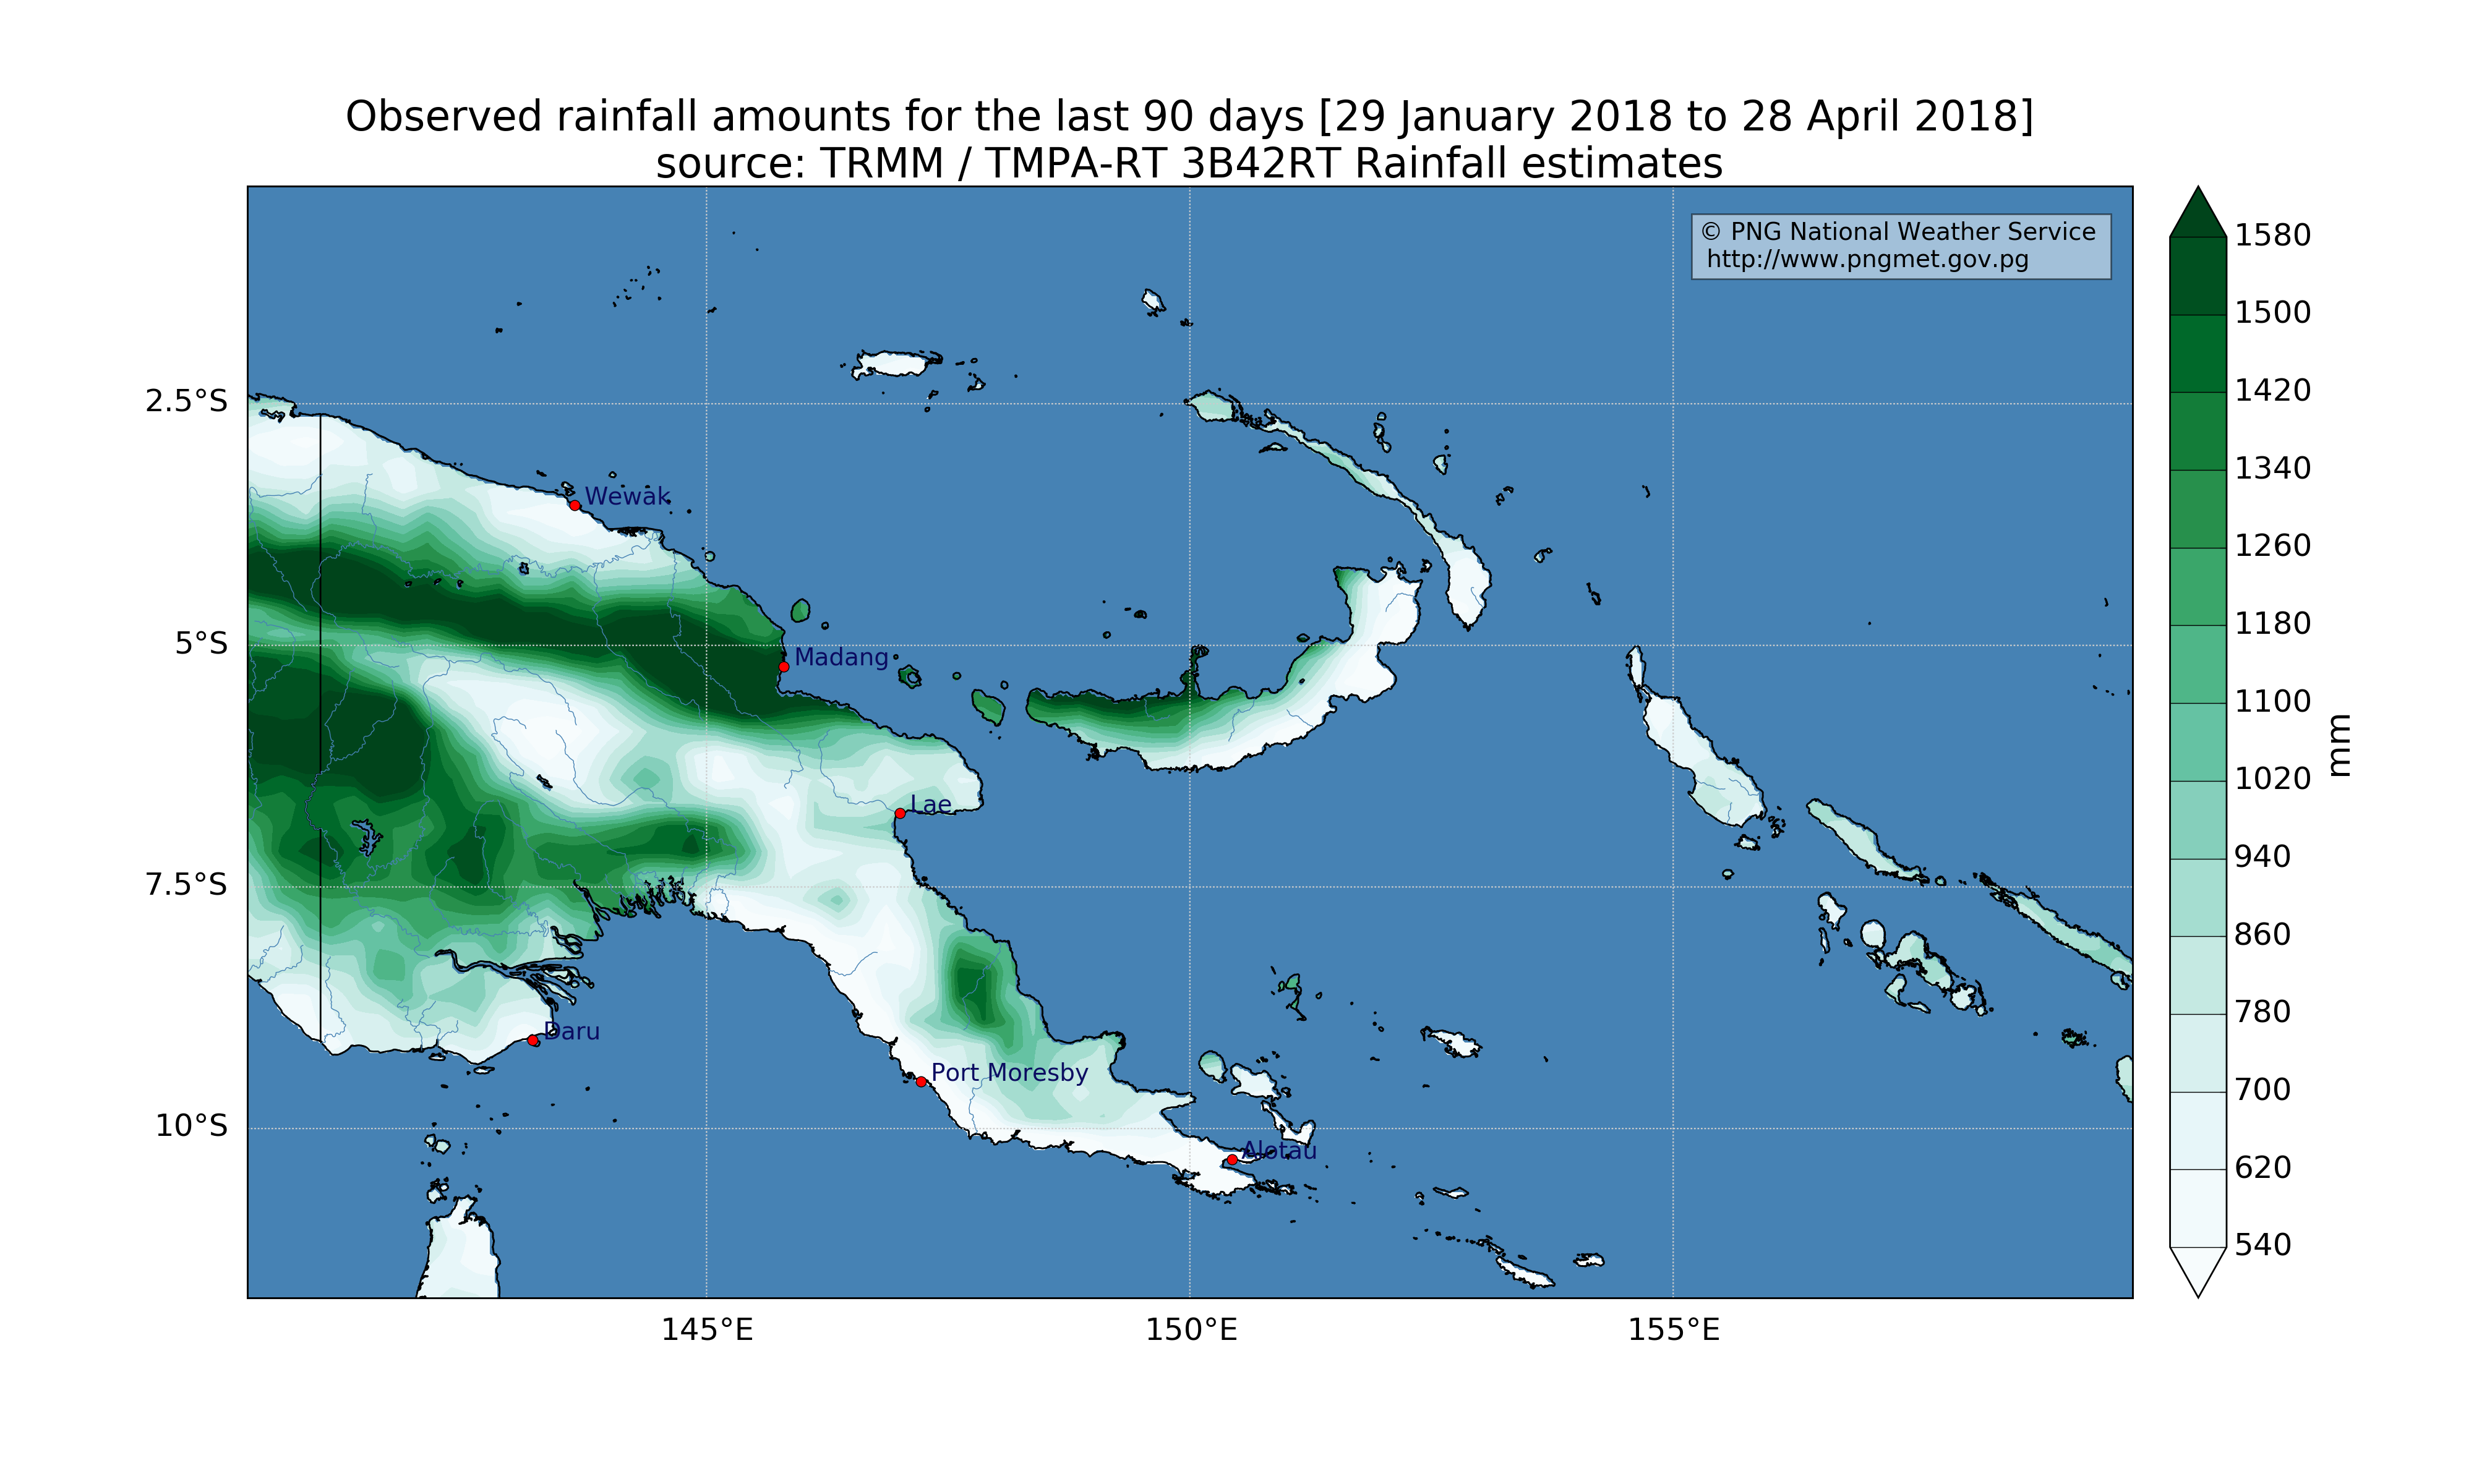 Observed rainfall amounts for the last 90 days [29 January 2018 to 28 April 2018]
source: TRMM / TMPA-RT 3B42RT Rainfall estimates
© PNG National Weather Service
http://www.pngmet.gov.pg
2.5°S
5°S
7.5°S
10°S
145°E
150°E
155°E
Wewak
Madang
Lae
Daru
Port Moresby
Alotau
1580
1500
1420
1340
1260
1180
1100
1020
940
860
780
700
620
540
mm